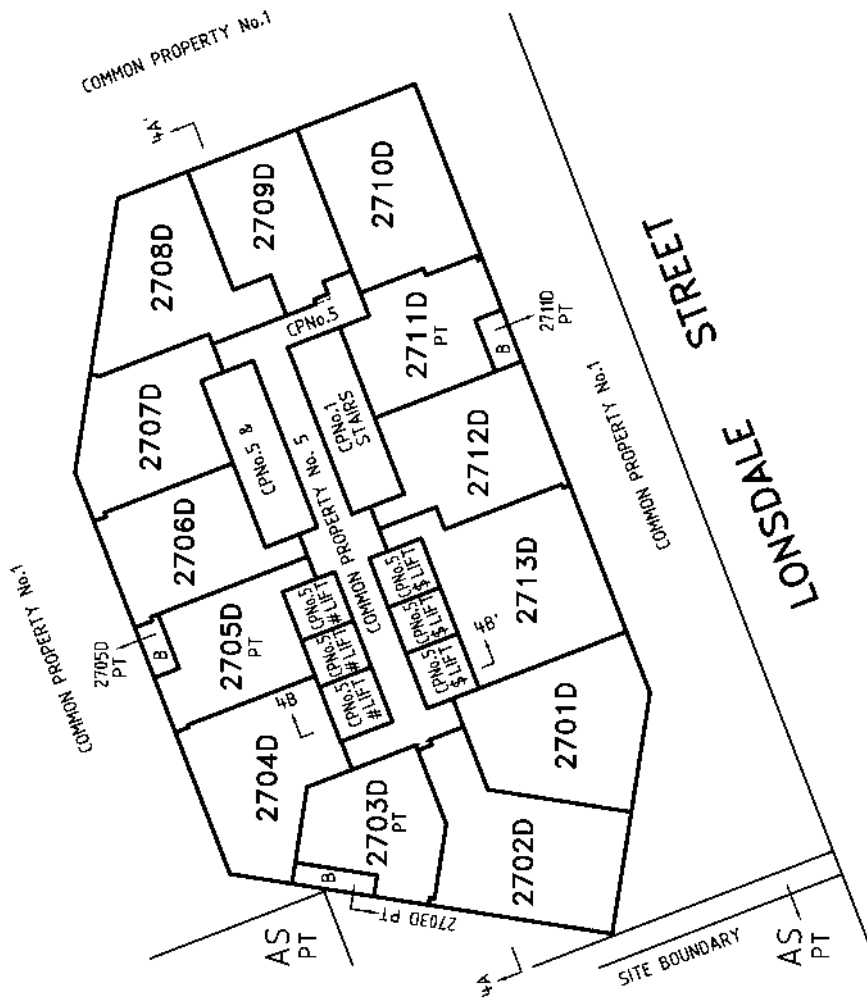 COMMON PROPERTY No.1
4A'
2708D
2709D
2710D
CPNo.5
2707D
2711D
PT
B
2711D
PT
CPNo.5 &
CPNo.1
STAIRS
LONSDALE STREET
COMMON PROPERTY No.1
COMMON PROPERTY No.1
2706D
COMMON PROPERTY No. 5
2712D
2705D
PT
B
2705D
PT
CPNo.5
#LIFT
CPNo.5
#LIFT
CPNo.5
#LIFT
CPNo.5
$ LIFT
CPNo.5
$ LIFT
CPNo.5
$ LIFT
4B'
4B
2713D
2704D
2701D
2703D
PT
B
2703D PT
2702D
AS
PT
4A
SITE BOUNDARY
AS
PT